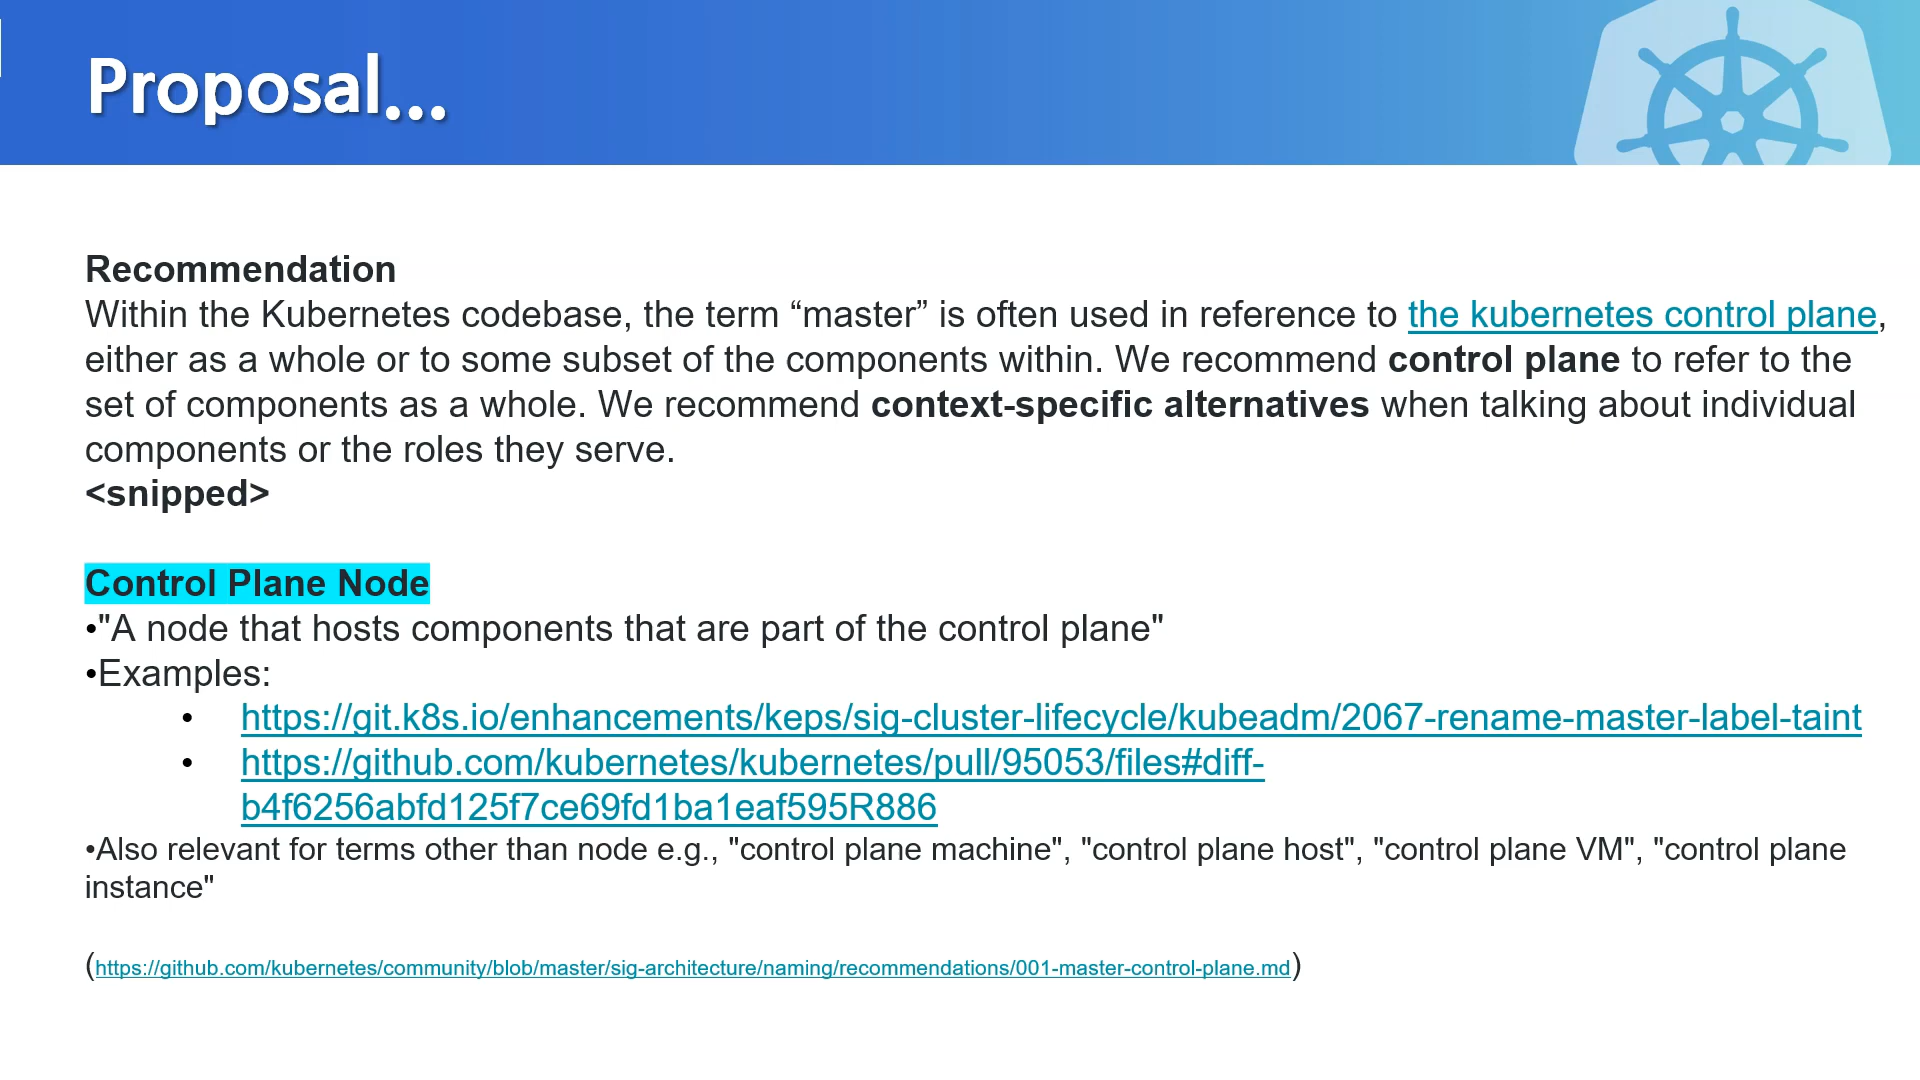 Proposal...
Recommendation
Within the Kubernetes codebase, the term “master” is often used in reference to the kubernetes control plane,
either as a whole or to some subset of the components within. We recommend control plane to refer to the
set of components as a whole. We recommend context-specific alternatives when talking about individual
components or the roles they serve.
<snipped>
Control Plane Node
•"A node that hosts components that are part of the control plane"
•Examples:
• https://git.k8s.io/enhancements/keps/sig-cluster-lifecycle/kubeadm/2067-rename-master-label-taint
• https://github.com/kubernetes/kubernetes/pull/95053/files#diff-
b4f6256abfd125f7ce69fd1ba1eaf595R886
•Also relevant for terms other than node e.g., "control plane machine", "control plane host", "control plane VM", "control plane
instance"
(https://github.com/kubernetes/community/blob/master/sig-architecture/naming/recommendations/001-master-control-plane.md)